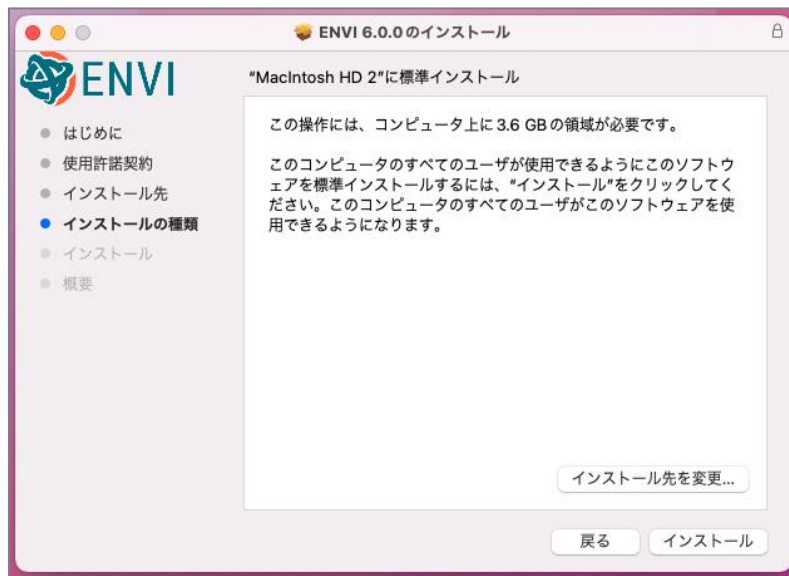 ENVI 6.0.0のインストール
ENVI
"MacIntosh HD 2"に標準インストール
はじめに
使用許諾契約
インストール先
インストールの種類
インストール
概要
この操作には、コンピュータ上に3.6 GBの領域が必要です。
このコンピュータのすべてのユーザが使用できるようにこのソフトウ
ェアを標準インストールするには、"インストール"をクリックしてく
ださい。このコンピュータのすべてのユーザがこのソフトウェアを使
用できるようになります。
インストール先を変更...
戻る
インストール